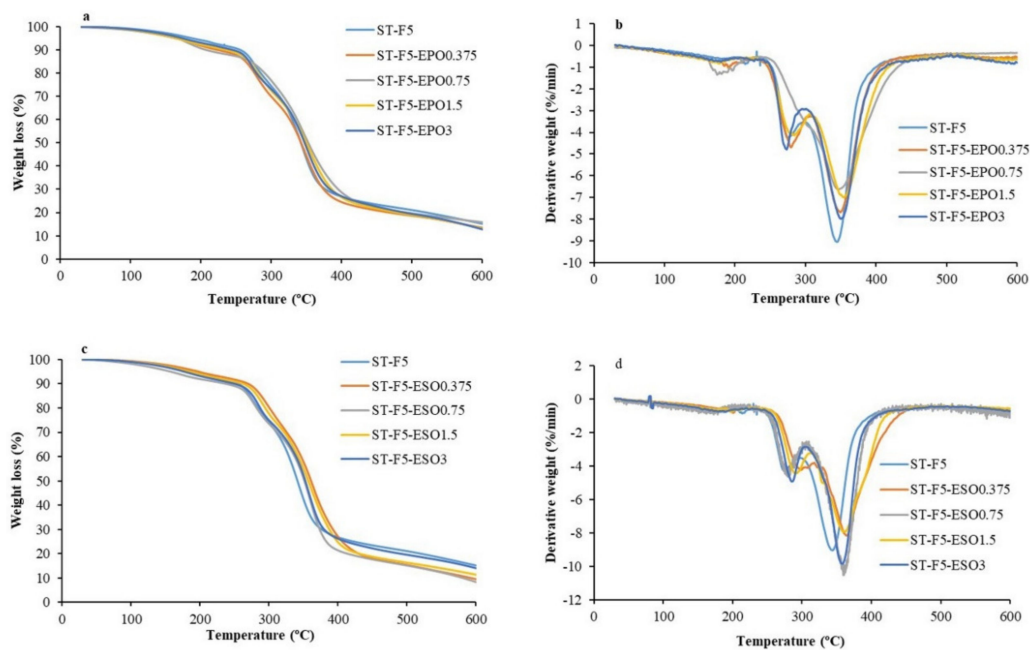 a
100
90
80
70
60
50
40
30
20
10
0
Weight loss (%)
0 100 200 300 400 500 600
Temperature (°C)
ST-F5
ST-F5-EPO0.375
ST-F5-EPO0.75
ST-F5-EPO1.5
ST-F5-EPO3
b
1
0
-1
-2
-3
-4
-5
-6
-7
-8
-9
-10
Derivative weight (%/min)
0 100 200 300 400 500 600
Temperature (°C)
ST-F5
ST-F5-EPO0.375
ST-F5-EPO0.75
ST-F5-EPO1.5
ST-F5-EPO3
c
100
90
80
70
60
50
40
30
20
10
0
Weight loss (%)
0 100 200 300 400 500 600
Temperature (°C)
ST-F5
ST-F5-ESO0.375
ST-F5-ESO0.75
ST-F5-ESO1.5
ST-F5-ESO3
d
2
0
-2
-4
-6
-8
-10
-12
Derivative weight (%/min)
0 100 200 300 400 500 600
Temperature (°C)
ST-F5
ST-F5-ESO0.375
ST-F5-ESO0.75
ST-F5-ESO1.5
ST-F5-ESO3